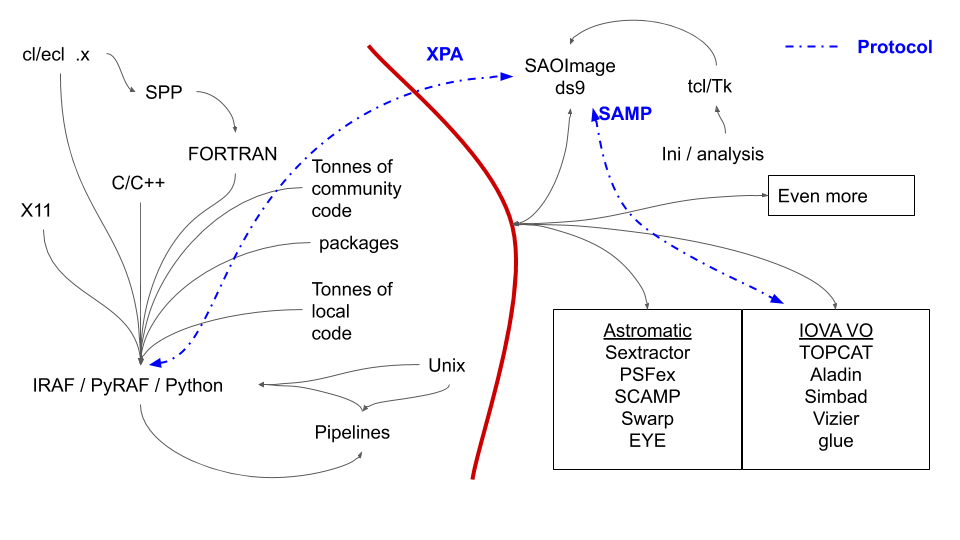 cl/ecl .x
SPP
FORTRAN
C/C++
X11
Tonnes of
community
code
packages
Tonnes of
local
code
IRAF / PyRAF / Python
Unix
Pipelines
XPA
SAOImage
ds9
SAMP
tcl/Tk
Ini / analysis
Protocol
Even more
Astromatic
Sextractor
PSFex
SCAMP
Swarp
EYE
IOVA VO
TOPCAT
Aladin
Simbad
Vizier
glue